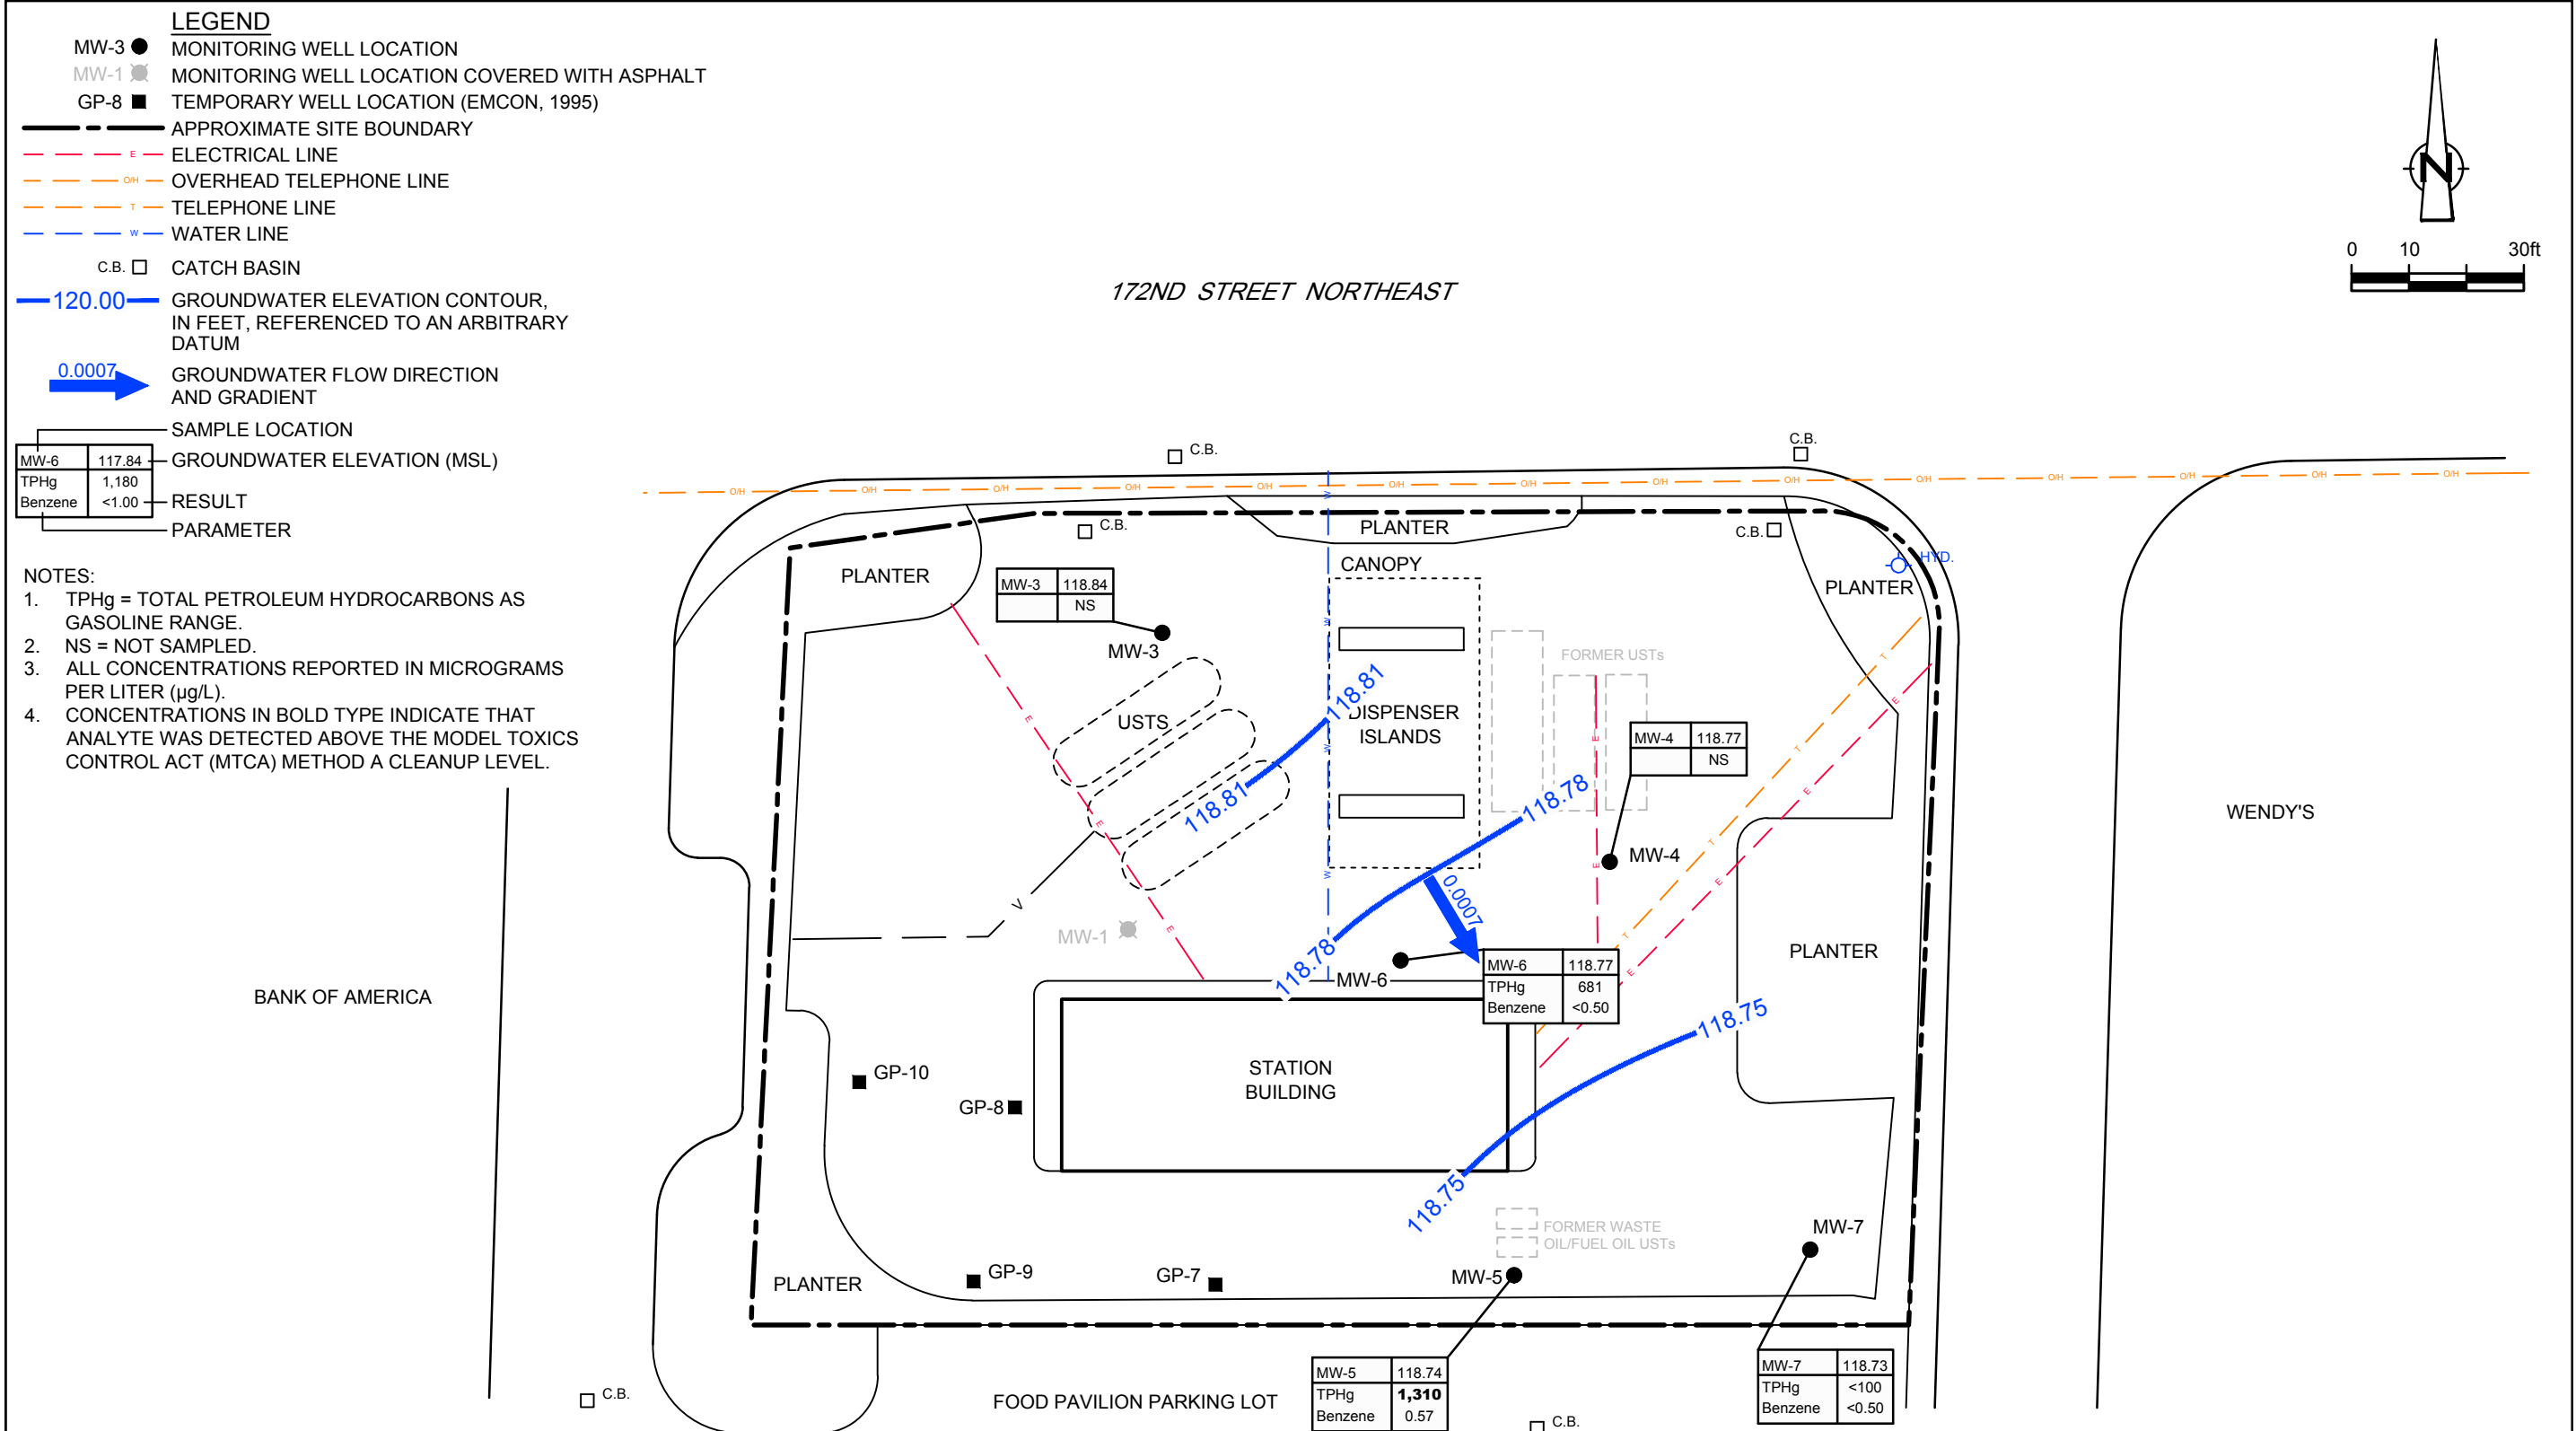 LEGEND
MW-3 MONITORING WELL LOCATION
MW-1 MONITORING WELL LOCATION COVERED WITH ASPHALT
GP-8 TEMPORARY WELL LOCATION (EMCON, 1995)
APPROXIMATE SITE BOUNDARY
E ELECTRICAL LINE
O/H OVERHEAD TELEPHONE LINE
T TELEPHONE LINE
W WATER LINE
C.B. CATCH BASIN
120.00 GROUNDWATER ELEVATION CONTOUR,
IN FEET, REFERENCED TO AN ARBITRARY
DATUM
0.0007 GROUNDWATER FLOW DIRECTION
AND GRADIENT
SAMPLE LOCATION
MW-6 117.84 GROUNDWATER ELEVATION (MSL)
TPHg 1,180
Benzene <1.00 RESULT
PARAMETER
NOTES:
1. TPHg = TOTAL PETROLEUM HYDROCARBONS AS
GASOLINE RANGE.
2. NS = NOT SAMPLED.
3. ALL CONCENTRATIONS REPORTED IN MICROGRAMS
PER LITER (µg/L).
4. CONCENTRATIONS IN BOLD TYPE INDICATE THAT
ANALYTE WAS DETECTED ABOVE THE MODEL TOXICS
CONTROL ACT (MTCA) METHOD A CLEANUP LEVEL.
N
0 10 30ft
172ND STREET NORTHEAST
C.B.
C.B.
O/H O/H O/H O/H O/H O/H O/H O/H O/H O/H O/H O/H O/H O/H
W
C.B.
PLANTER
C.B.
HYD.
PLANTER
CANOPY
PLANTER
MW-3 118.84
NS
MW-3
W
FORMER USTs
T
E
USTS
118.81
DISPENSER
ISLANDS
E
E
W
T
MW-4 118.77
NS
118.81
118.78
E
E
WENDY'S
T
MW-4
E
W
E
0.0007
V
MW-1
E
T
118.78
MW-6
PLANTER
E
MW-6 118.77
TPHg 681
Benzene <0.50
BANK OF AMERICA
118.75
STATION
BUILDING
GP-10
GP-8
118.75
FORMER WASTE
OIL/FUEL OIL USTs
MW-7
GP-9
GP-7
MW-5
PLANTER
C.B.
FOOD PAVILION PARKING LOT
MW-5 118.74
TPHg 1,310
Benzene 0.57
MW-7 118.73
TPHg <100
Benzene <0.50
C.B.